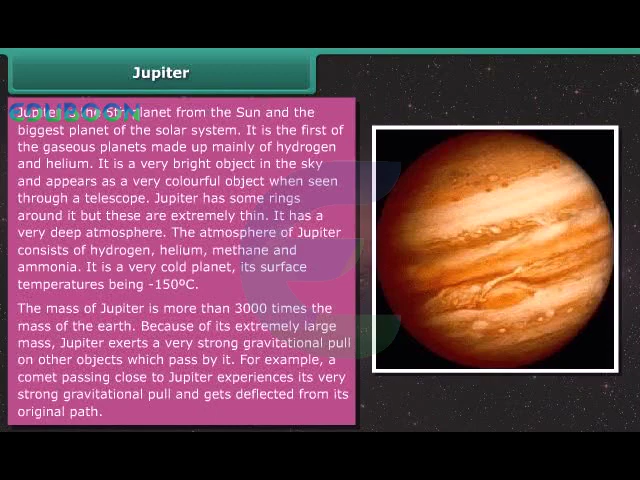 Jupiter
EDUBOON
Jupiter is the 5th planet from the Sun and the
biggest planet of the solar system. It is the first of
the gaseous planets made up mainly of hydrogen
and helium. It is a very bright object in the sky
and appears as a very colourful object when seen
through a telescope. Jupiter has some rings
around it but these are extremely thin. It has a
very deep atmosphere. The atmosphere of Jupiter
consists of hydrogen, helium, methane and
ammonia. It is a very cold planet, its surface
temperatures being -150ºC.
The mass of Jupiter is more than 3000 times the
mass of the earth. Because of its extremely large
mass, Jupiter exerts a very strong gravitational pull
on other objects which pass by it. For example, a
comet passing close to Jupiter experiences its very
strong gravitational pull and gets deflected from its
original path.